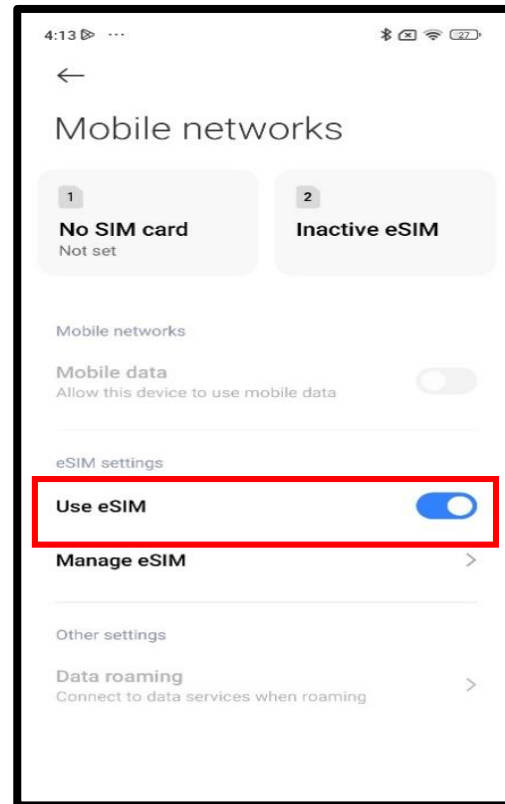 4:13 ...
27
Mobile networks
1
2
No SIM card
Inactive eSIM
Not set
Mobile networks
Mobile data
Allow this device to use mobile data
eSIM settings
Use eSIM
Manage eSIM
Other settings
Data roaming
Connect to data services when roaming